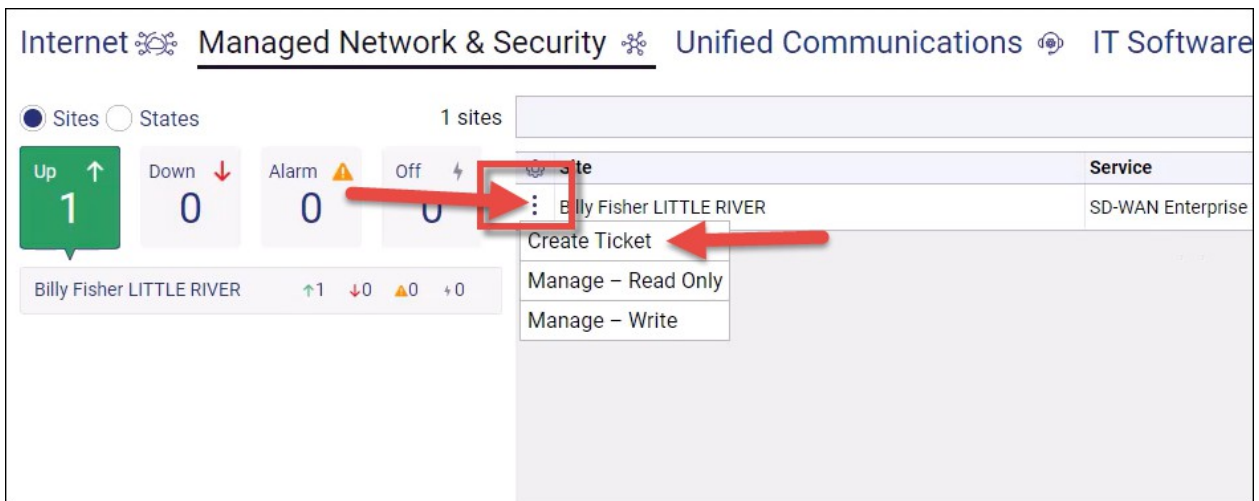 Internet Managed Network & Security Unified Communications IT Software
Sites States 1 sites
Up Down Alarm Off
1 0 0 0
Billy Fisher LITTLE RIVER 1 0 0 0
Site Service
Billy Fisher LITTLE RIVER SD-WAN Enterprise
Create Ticket
Manage – Read Only
Manage – Write